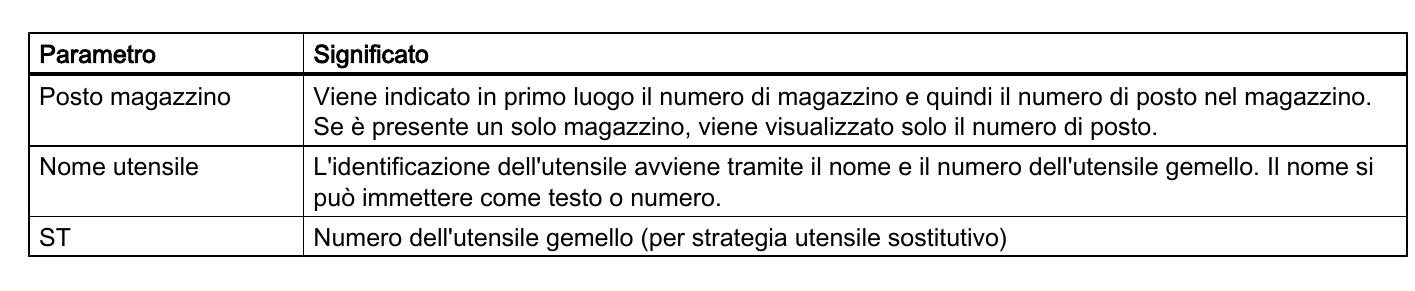 Parametro Significato
Posto magazzino Viene indicato in primo luogo il numero di magazzino e quindi il numero di posto nel magazzino.
Se è presente un solo magazzino, viene visualizzato solo il numero di posto.
Nome utensile L'identificazione dell'utensile avviene tramite il nome e il numero dell'utensile gemello. Il nome si
può immettere come testo o numero.
ST Numero dell'utensile gemello (per strategia utensile sostitutivo)